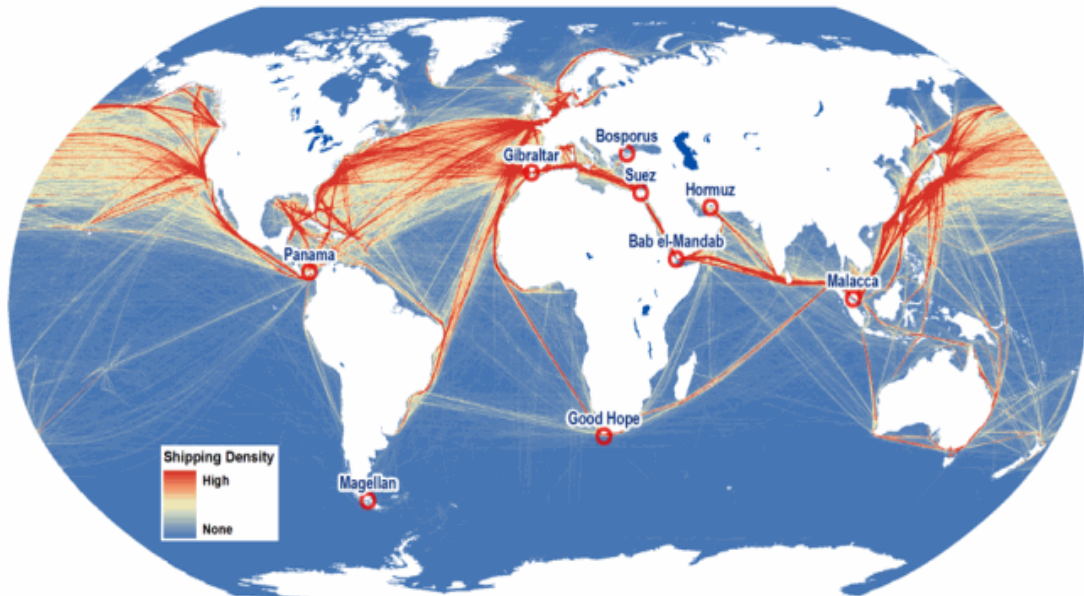 Bosporus
Gibraltar
Suez
Hormuz
Bab el-Mandab
Panama
Malacca
Good Hope
Shipping Density
High
None
Magellan